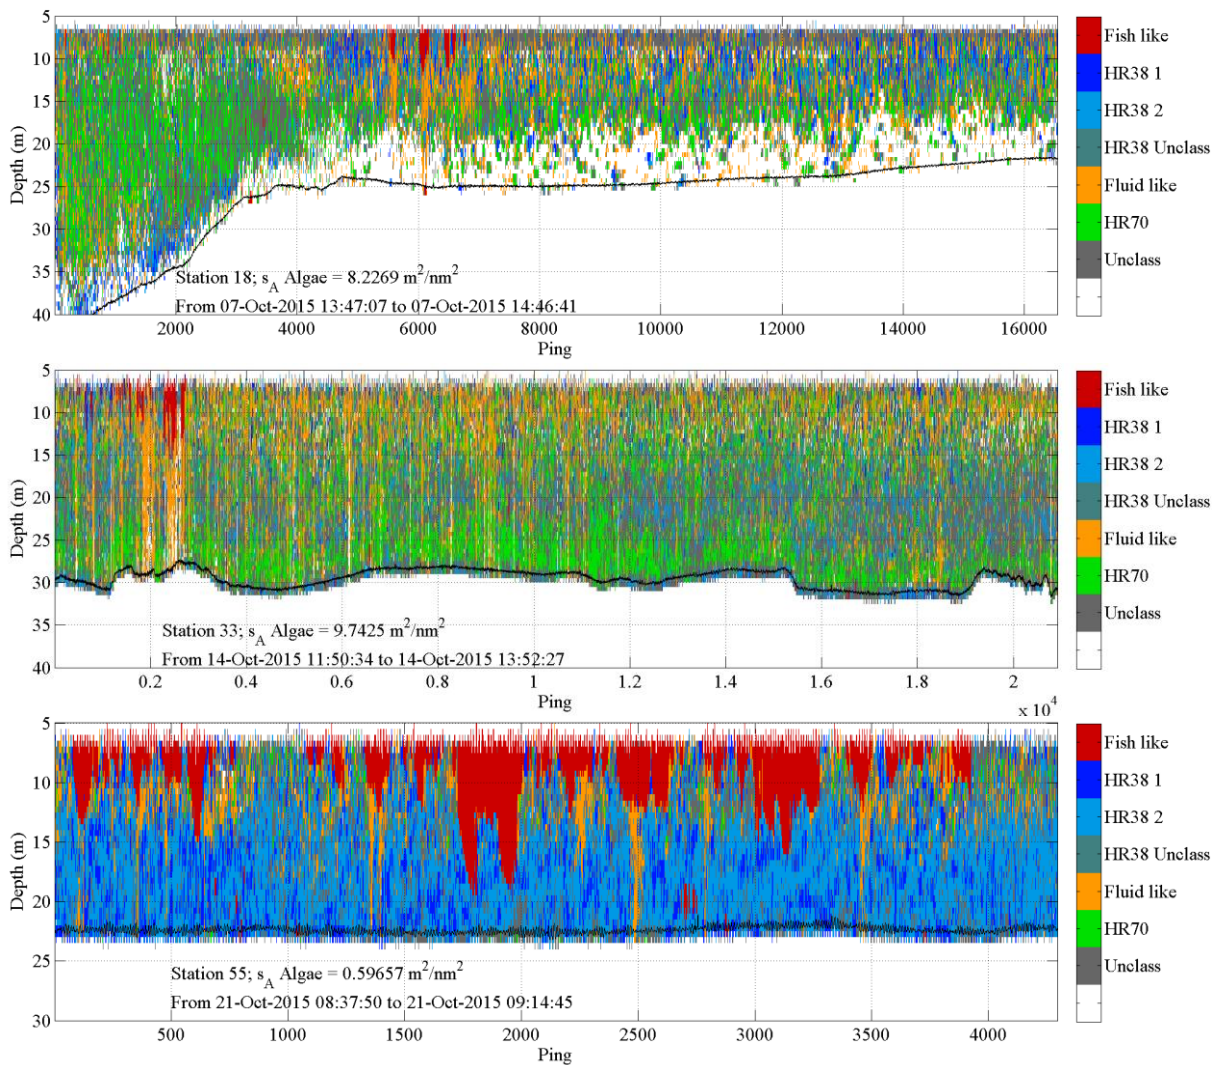 5
10
15
20
25
30
35
40
Depth (m)
Station 18; s_A Algae = 8.2269 m²/nm²
From 07-Oct-2015 13:47:07 to 07-Oct-2015 14:46:41
2000 4000 6000 8000 10000 12000 14000 16000
Ping
Fish like
HR38 1
HR38 2
HR38 Unclass
Fluid like
HR70
Unclass
5
10
15
20
25
30
35
40
Depth (m)
Station 33; s_A Algae = 9.7425 m²/nm²
From 14-Oct-2015 11:50:34 to 14-Oct-2015 13:52:27
0.2 0.4 0.6 0.8 1 1.2 1.4 1.6 1.8 2
Ping
x 10⁴
Fish like
HR38 1
HR38 2
HR38 Unclass
Fluid like
HR70
Unclass
5
10
15
20
25
30
Depth (m)
Station 55; s_A Algae = 0.59657 m²/nm²
From 21-Oct-2015 08:37:50 to 21-Oct-2015 09:14:45
500 1000 1500 2000 2500 3000 3500 4000
Ping
Fish like
HR38 1
HR38 2
HR38 Unclass
Fluid like
HR70
Unclass